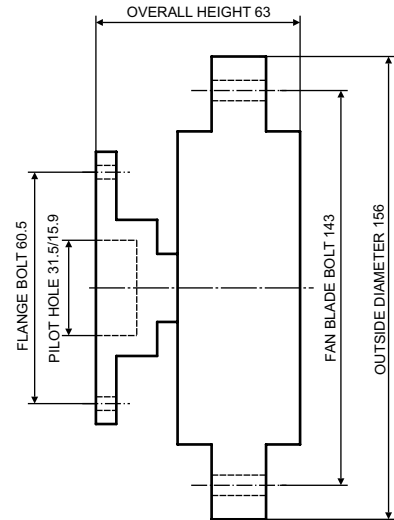 OVERALL HEIGHT 63
FLANGE BOLT 60.5
PILOT HOLE 31.5/15.9
FAN BLADE BOLT 143
OUTSIDE DIAMETER 156